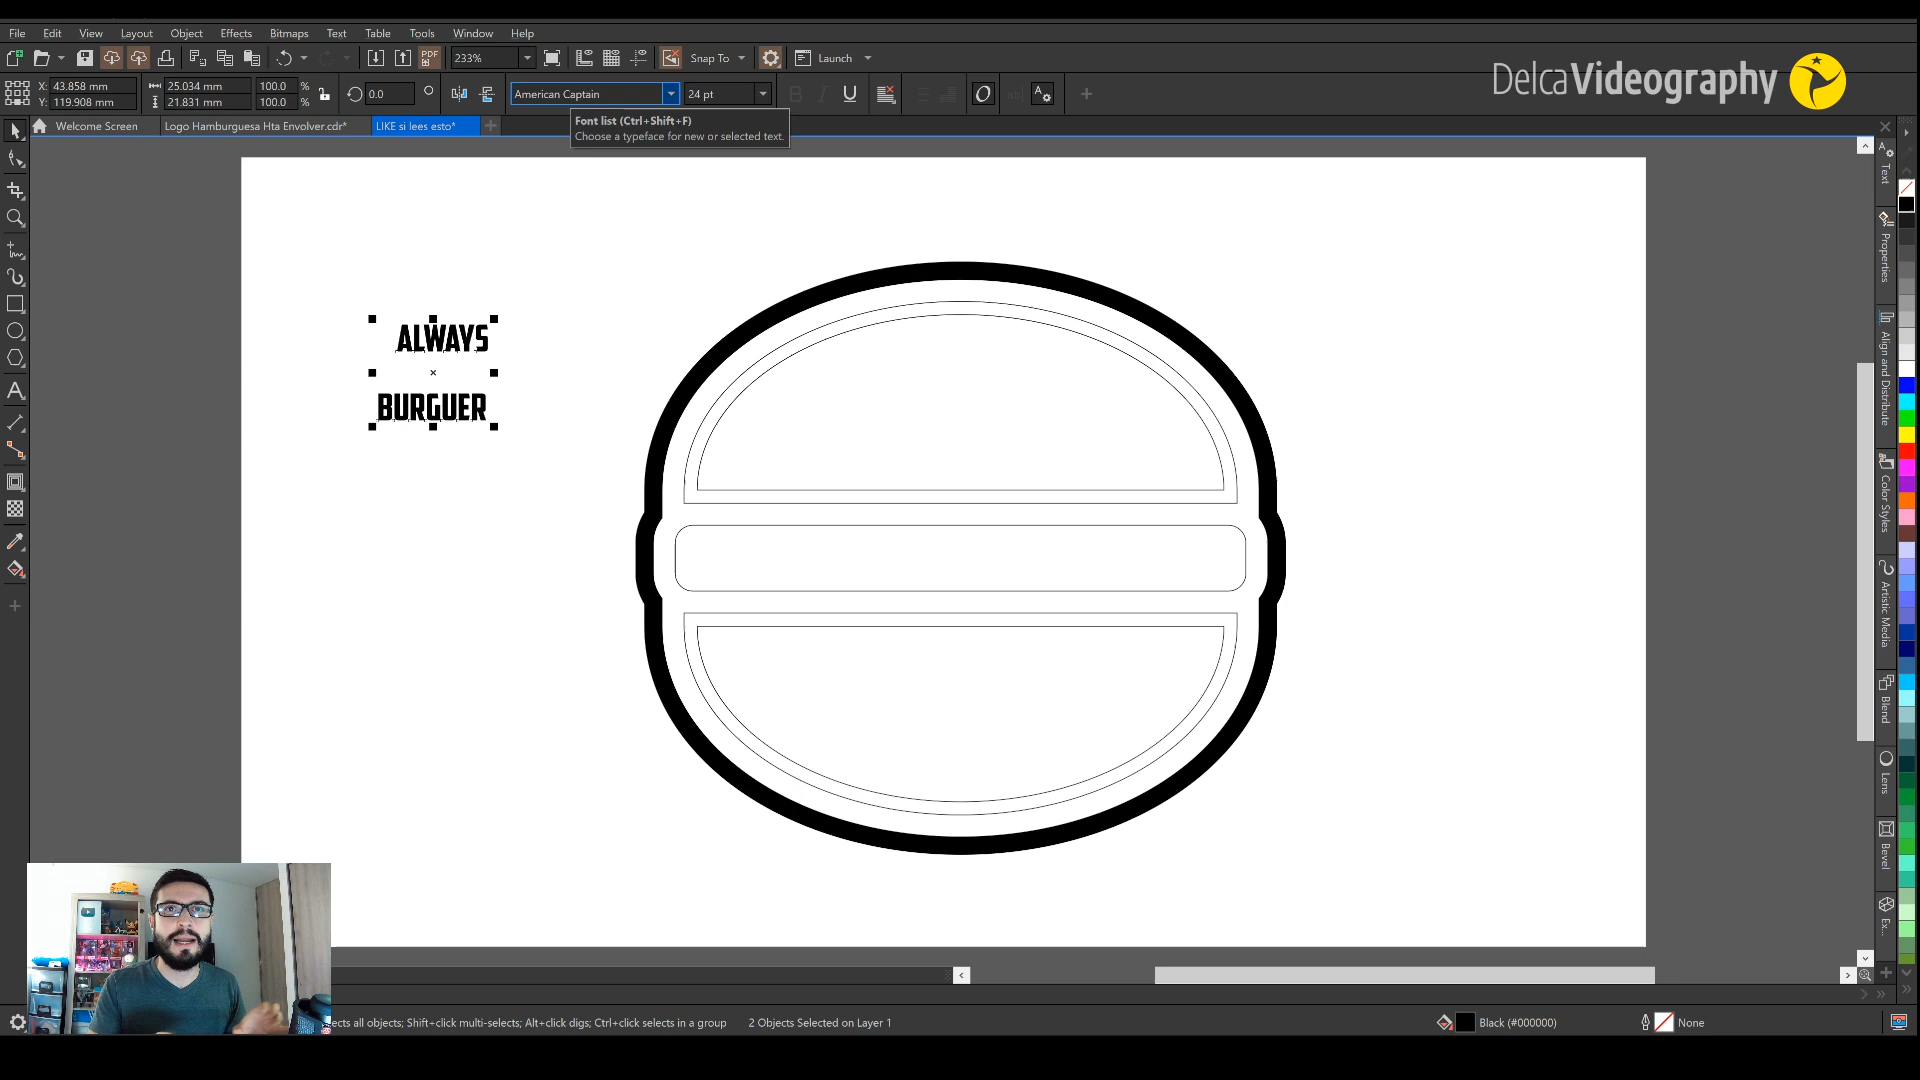 File Edit View Layout Object Effects Bitmaps Text Table Tools Window Help
PDF 233% Snap To Launch
DelcaVideography
X: 43.858 mm 25.034 mm 100.0 % 0.0 American Captain 24 pt
Y: 119.908 mm 21.831 mm 100.0 %
Font list (Ctrl+Shift+F)
Choose a typeface for new or selected text.
Welcome Screen Logo Hamburguesa Hta Envolver.cdr* LIKE si lees esto*
ALWAYS
BURGUER
Text
Properties
Align and Distribute
Color Styles
Artistic Media
Blend
Lens
Bevel
Ex...
ects all objects; Shift+click multi-selects; Alt+click digs; Ctrl+click selects in a group 2 Objects Selected on Layer 1 Black (#000000) None